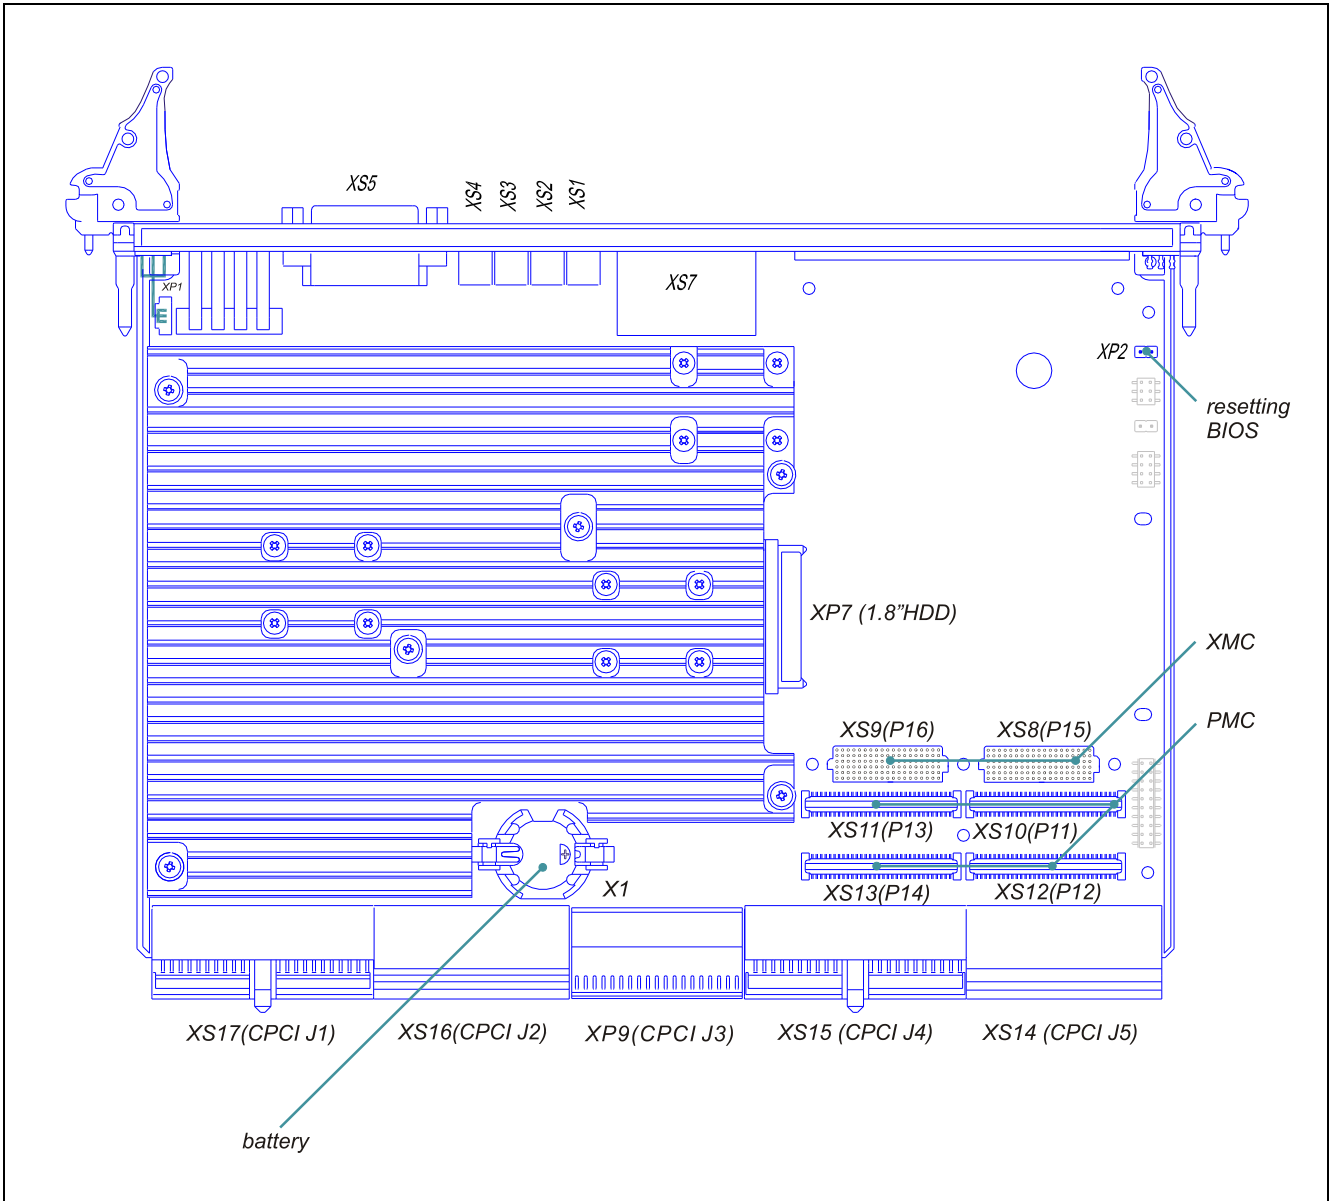 XS5
XS4
XS3
XS2
XS1
XP1
XS7
XP2
resetting
BIOS
XP7 (1.8”HDD)
XMC
PMC
XS9(P16)
XS8(P15)
XS11(P13)
XS10(P11)
XS13(P14)
XS12(P12)
X1
XS17(CPCI J1)
XS16(CPCI J2)
XP9(CPCI J3)
XS15 (CPCI J4)
XS14 (CPCI J5)
battery